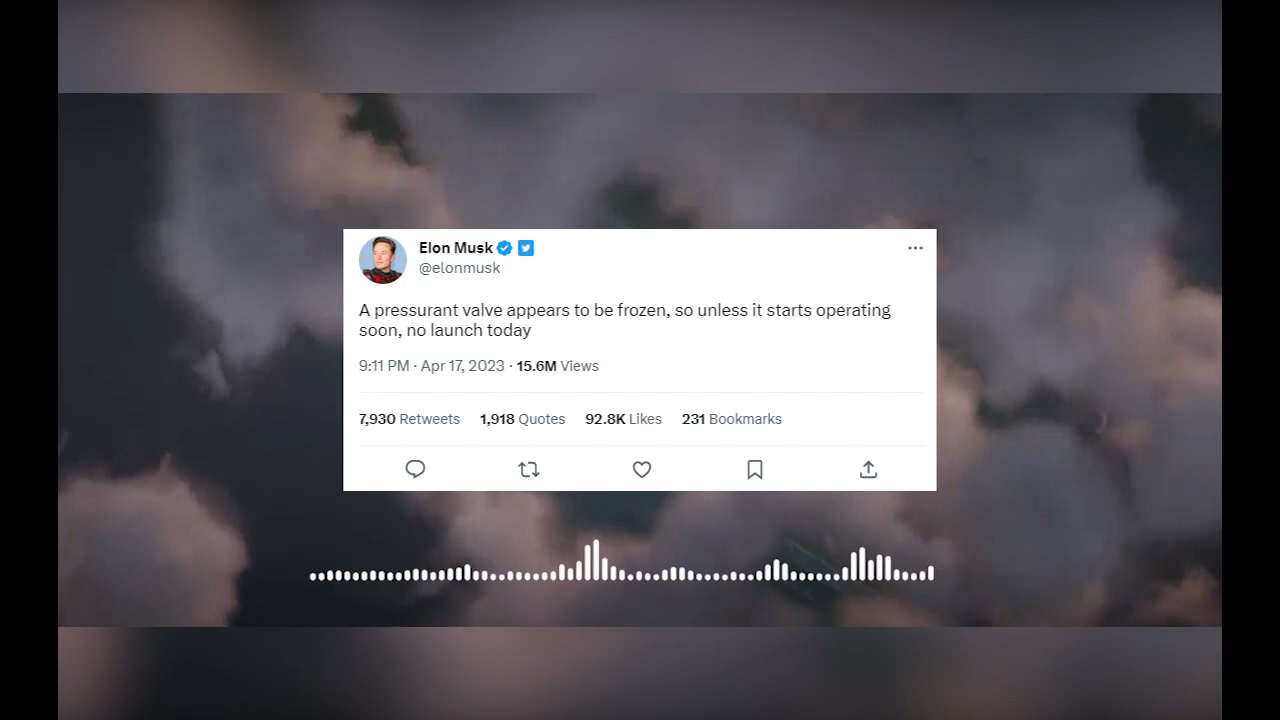 Elon Musk
@elonmusk
A pressurant valve appears to be frozen, so unless it starts operating
soon, no launch today
9:11 PM · Apr 17, 2023 · 15.6M Views
7,930 Retweets 1,918 Quotes 92.8K Likes 231 Bookmarks